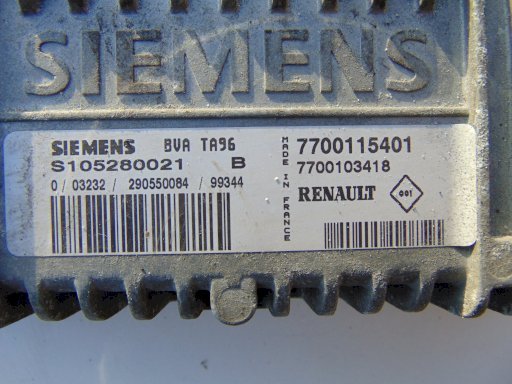 SIEMENS
SIEMENS BVA TA96
S105280021 B
0 / 03232 / 290550084 / 99344
MADE IN FRANCE
7700115401
7700103418
RENAULT 001